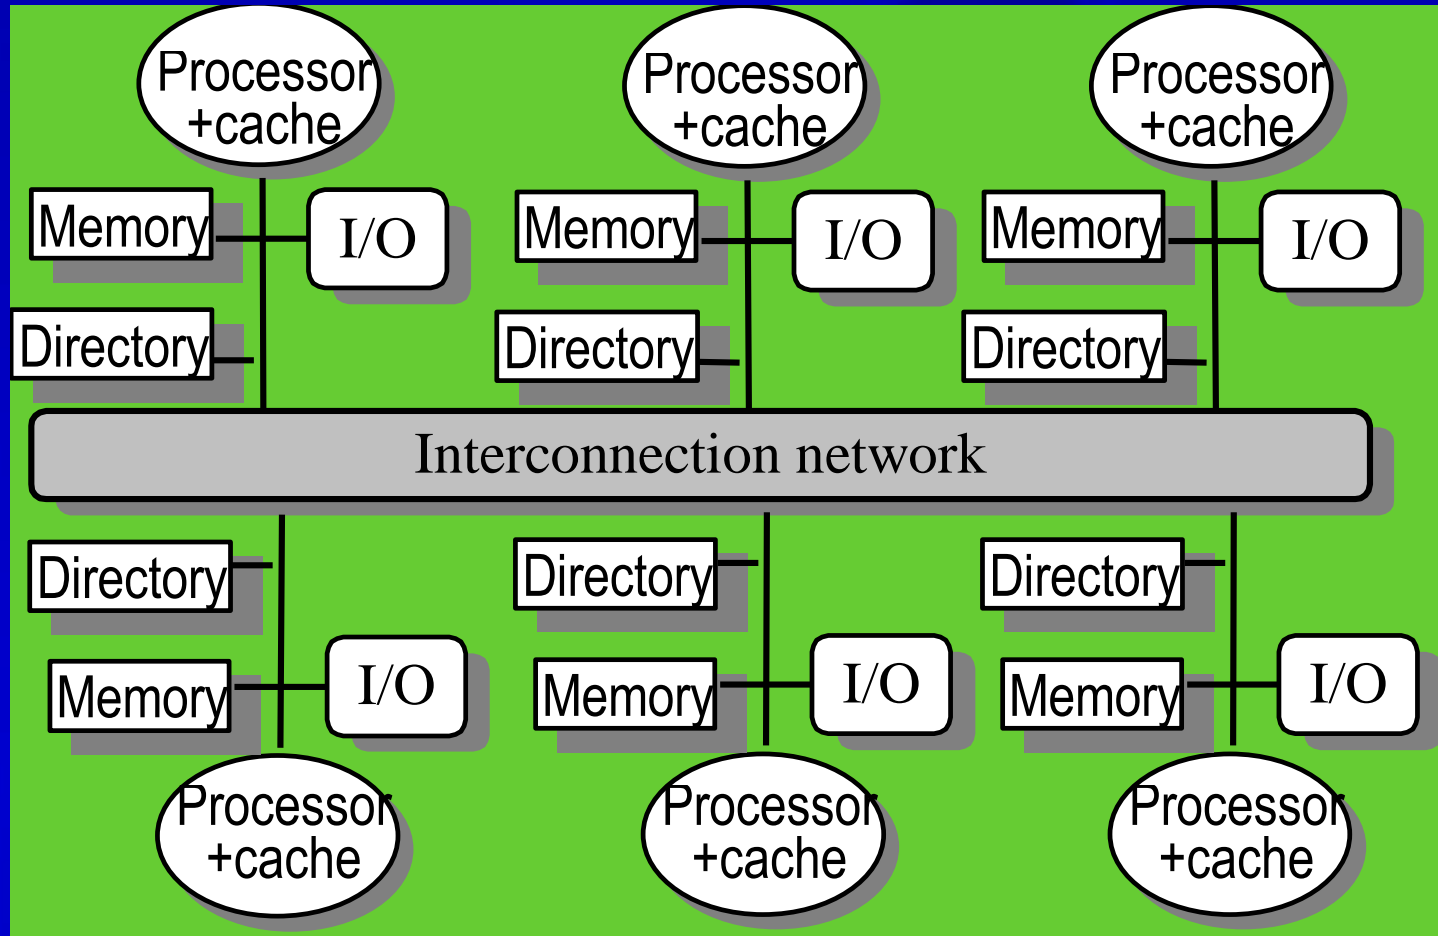 Processor
+cache
Processor
+cache
Processor
+cache
Memory
I/O
Memory
I/O
Memory
I/O
Directory
Directory
Directory
Interconnection network
Directory
Directory
Directory
Memory
I/O
Memory
I/O
Memory
I/O
Processor
+cache
Processor
+cache
Processor
+cache